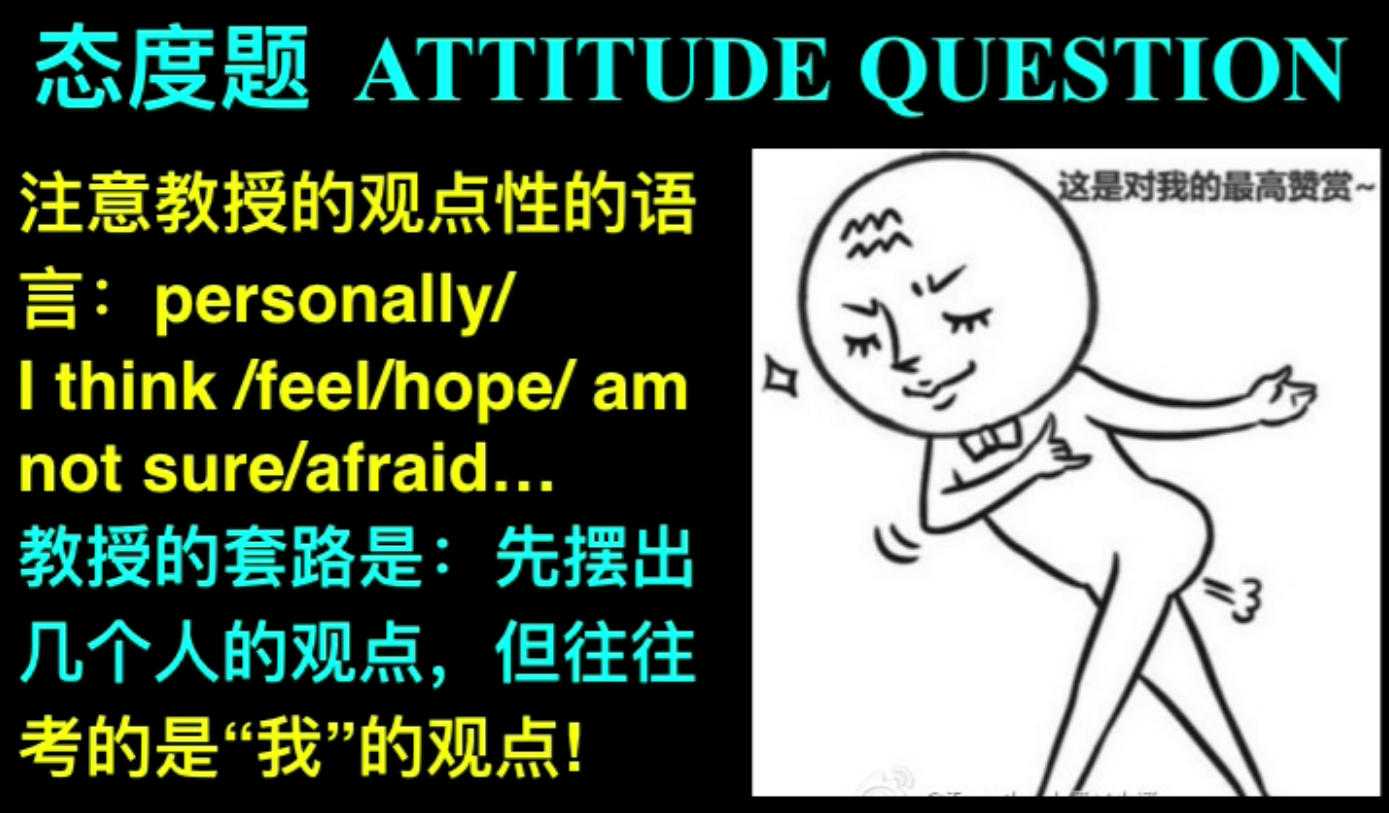 态度题 ATTITUDE QUESTION
注意教授的观点性的语
言：personally/
I think /feel/hope/ am
not sure/afraid…
教授的套路是：先摆出
几个人的观点，但往往
考的是“我”的观点!
这是对我的最高赞赏~